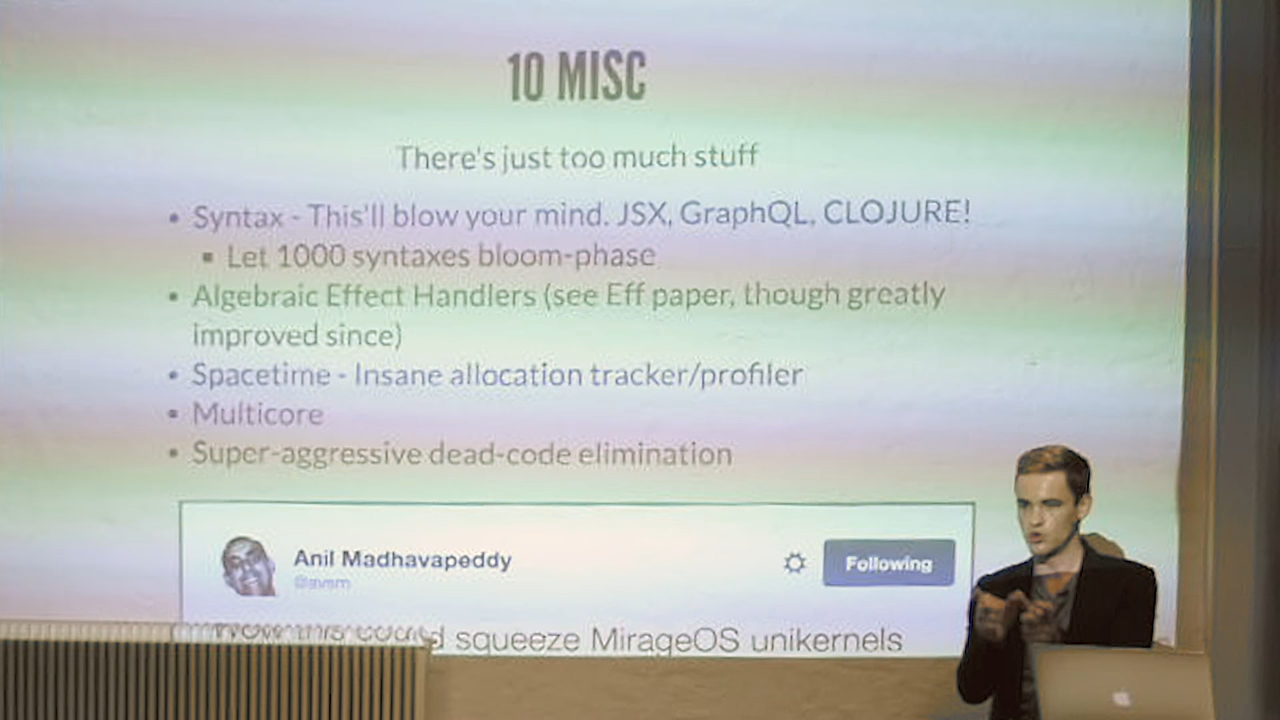 10 MISC
There's just too much stuff
• Syntax - This'll blow your mind. JSX, GraphQL, CLOJURE!
▪ Let 1000 syntaxes bloom-phase
• Algebraic Effect Handlers (see Eff paper, though greatly
improved since)
• Spacetime - Insane allocation tracker/profiler
• Multicore
• Super-aggressive dead-code elimination
Anil Madhavapeddy
Following
@avsm
squeeze MirageOS unikernels